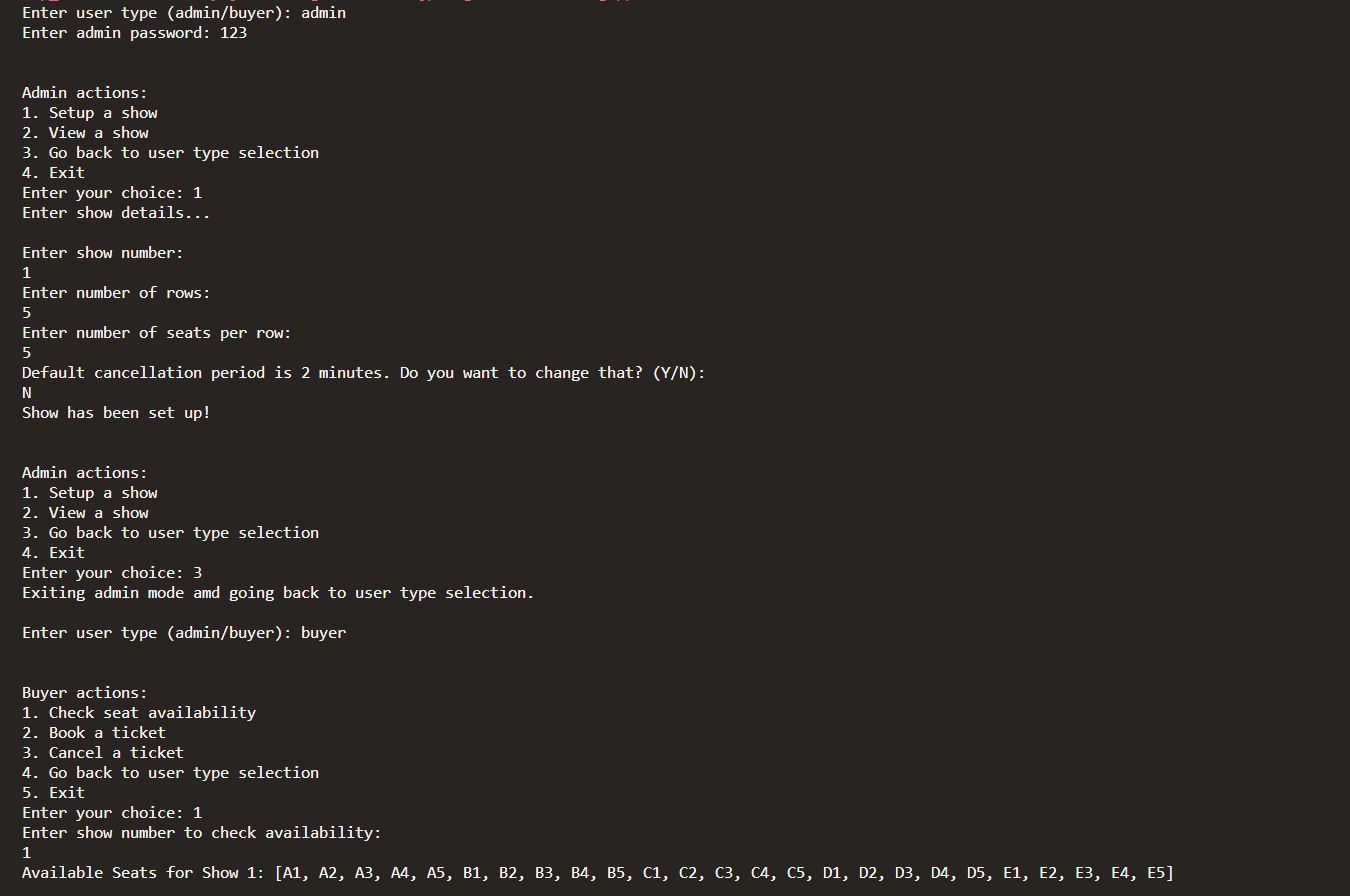 Enter user type (admin/buyer): admin
Enter admin password: 123
Admin actions:
1. Setup a show
2. View a show
3. Go back to user type selection
4. Exit
Enter your choice: 1
Enter show details...
Enter show number:
1
Enter number of rows:
5
Enter number of seats per row:
5
Default cancellation period is 2 minutes. Do you want to change that? (Y/N):
N
Show has been set up!
Admin actions:
1. Setup a show
2. View a show
3. Go back to user type selection
4. Exit
Enter your choice: 3
Exiting admin mode amd going back to user type selection.
Enter user type (admin/buyer): buyer
Buyer actions:
1. Check seat availability
2. Book a ticket
3. Cancel a ticket
4. Go back to user type selection
5. Exit
Enter your choice: 1
Enter show number to check availability:
1
Available Seats for Show 1: [A1, A2, A3, A4, A5, B1, B2, B3, B4, B5, C1, C2, C3, C4, C5, D1, D2, D3, D4, D5, E1, E2, E3, E4, E5]